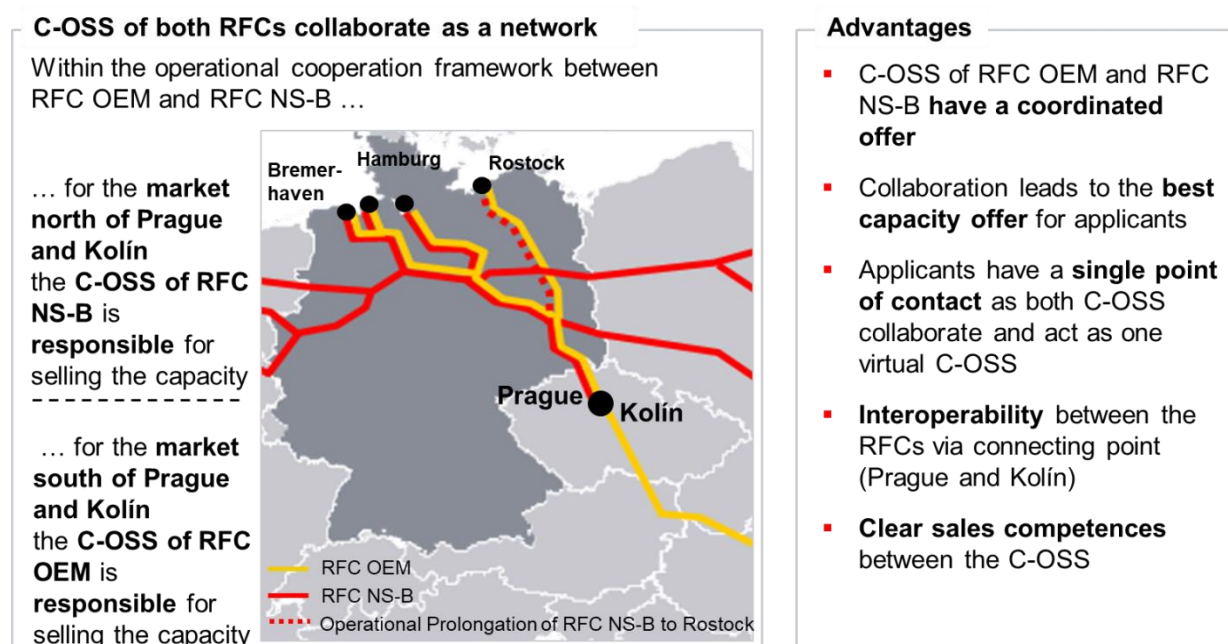 C-OSS of both RFCs collaborate as a network
Within the operational cooperation framework between
RFC OEM and RFC NS-B …
… for the market
north of Prague
and Kolín
the C-OSS of RFC
NS-B is
responsible for
selling the capacity
… for the market
south of Prague
and Kolín
the C-OSS of RFC
OEM is
responsible for
selling the capacity
Bremer-
haven
Hamburg
Rostock
Prague
Kolín
RFC OEM
RFC NS-B
Operational Prolongation of RFC NS-B to Rostock
Advantages
▪ C-OSS of RFC OEM and RFC
NS-B have a coordinated
offer
▪ Collaboration leads to the best
capacity offer for applicants
▪ Applicants have a single point
of contact as both C-OSS
collaborate and act as one
virtual C-OSS
▪ Interoperability between the
RFCs via connecting point
(Prague and Kolín)
▪ Clear sales competences
between the C-OSS